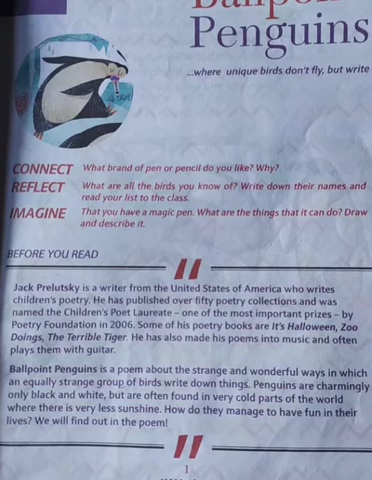 Ballpoint
Penguins
...where unique birds don't fly, but write
CONNECT What brand of pen or pencil do you like? Why?
REFLECT What are all the birds you know of? Write down their names and
read your list to the class.
IMAGINE That you have a magic pen. What are the things that it can do? Draw
and describe it.
BEFORE YOU READ
Jack Prelutsky is a writer from the United States of America who writes
children's poetry. He has published over fifty poetry collections and was
named the Children's Poet Laureate – one of the most important prizes – by
Poetry Foundation in 2006. Some of his poetry books are It's Halloween, Zoo
Doings, The Terrible Tiger. He has also made his poems into music and often
plays them with guitar.
Ballpoint Penguins is a poem about the strange and wonderful ways in which
an equally strange group of birds write down things. Penguins are charmingly
only black and white, but are often found in very cold parts of the world
where there is very less sunshine. How do they manage to have fun in their
lives? We will find out in the poem!
1